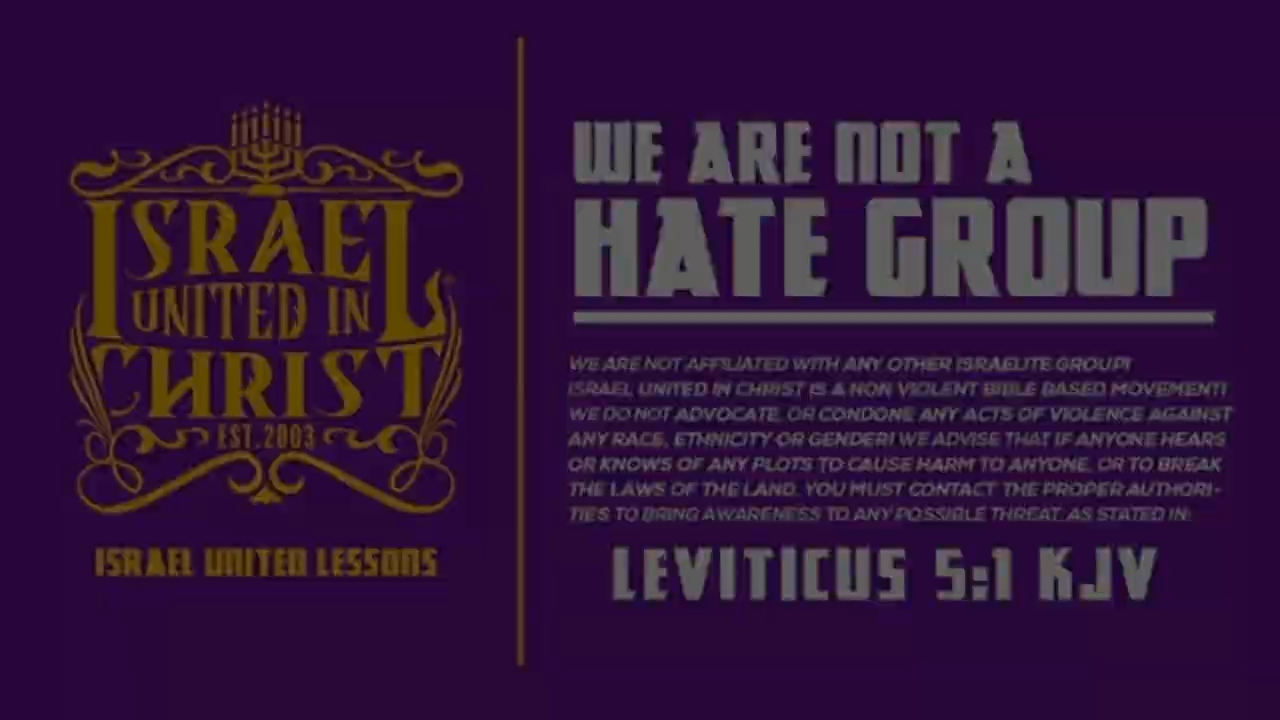 ISRAEL
UNITED IN
CHRIST
EST. 2003
ISRAEL UNITED LESSONS
WE ARE NOT A
HATE GROUP
WE ARE NOT AFFILIATED WITH ANY OTHER ISRAELITE GROUP!
ISRAEL UNITED IN CHRIST IS A NON VIOLENT BIBLE BASED MOVEMENT!
WE DO NOT ADVOCATE, OR CONDONE ANY ACTS OF VIOLENCE AGAINST
ANY RACE, ETHNICITY OR GENDER! WE ADVISE THAT IF ANYONE HEARS
OR KNOWS OF ANY PLOTS TO CAUSE HARM TO ANYONE, OR TO BREAK
THE LAWS OF THE LAND, YOU MUST CONTACT THE PROPER AUTHORI-
TIES TO BRING AWARENESS TO ANY POSSIBLE THREAT. AS STATED IN:
LEVITICUS 5:1 KJV